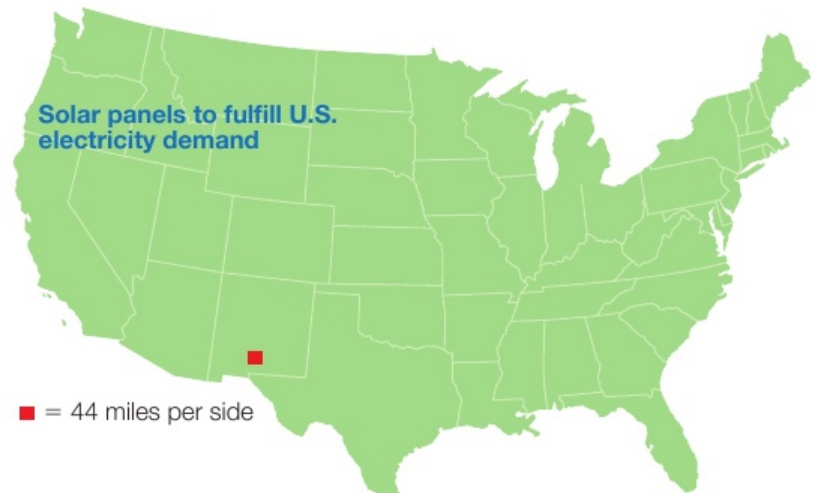 Solar panels to fulfill U.S.
electricity demand
= 44 miles per side